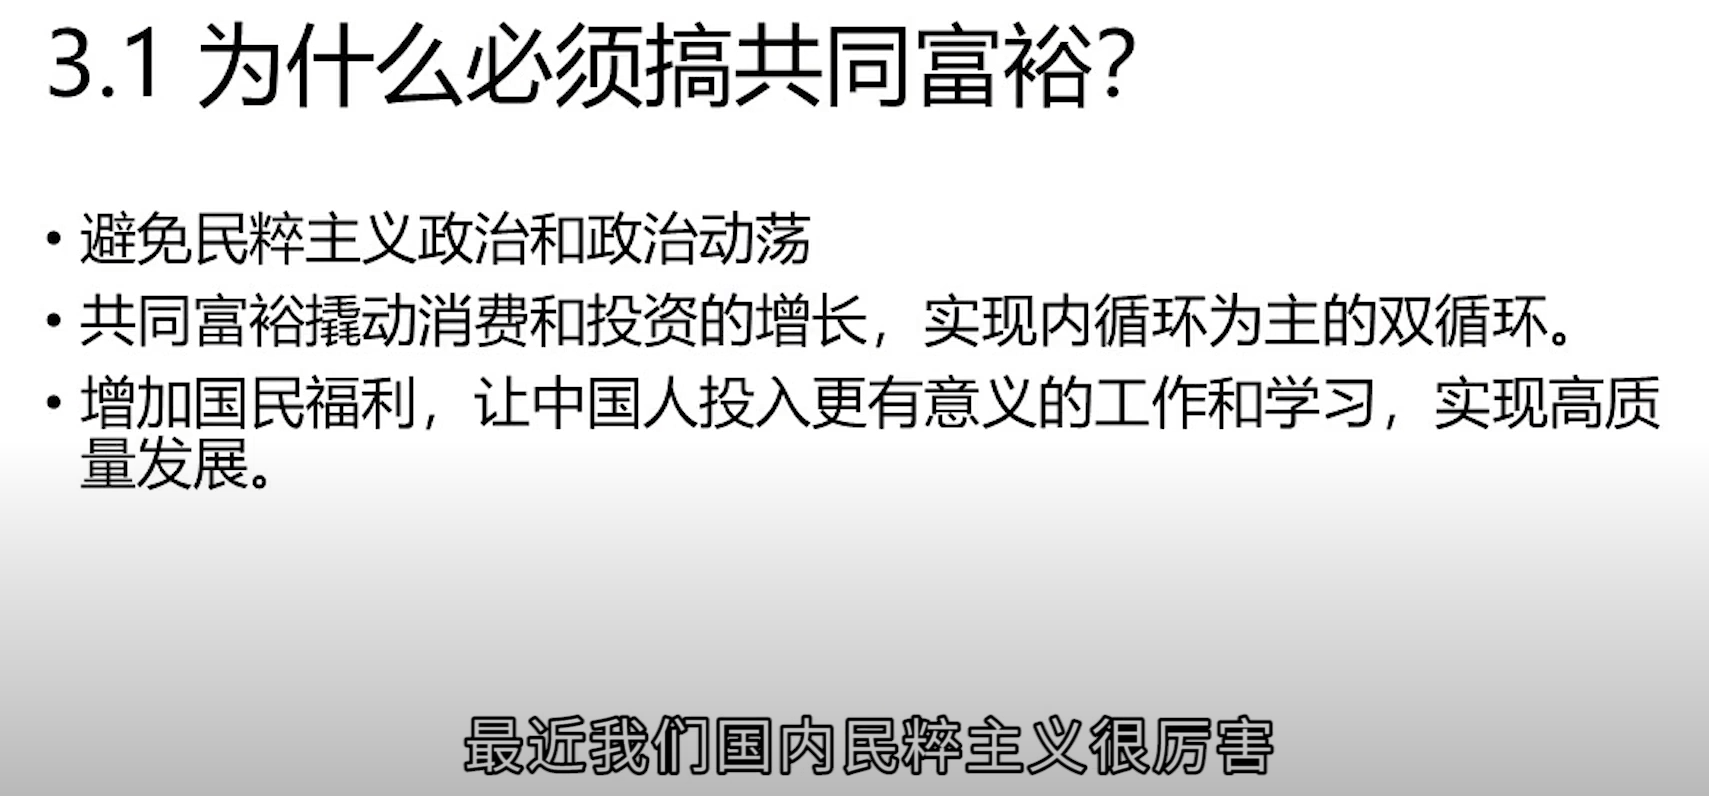 3.1 为什么必须搞共同富裕？
• 避免民粹主义政治和政治动荡
• 共同富裕撬动消费和投资的增长，实现内循环为主的双循环。
• 增加国民福利，让中国人投入更有意义的工作和学习，实现高质
量发展。
最近我们国内民粹主义很厉害